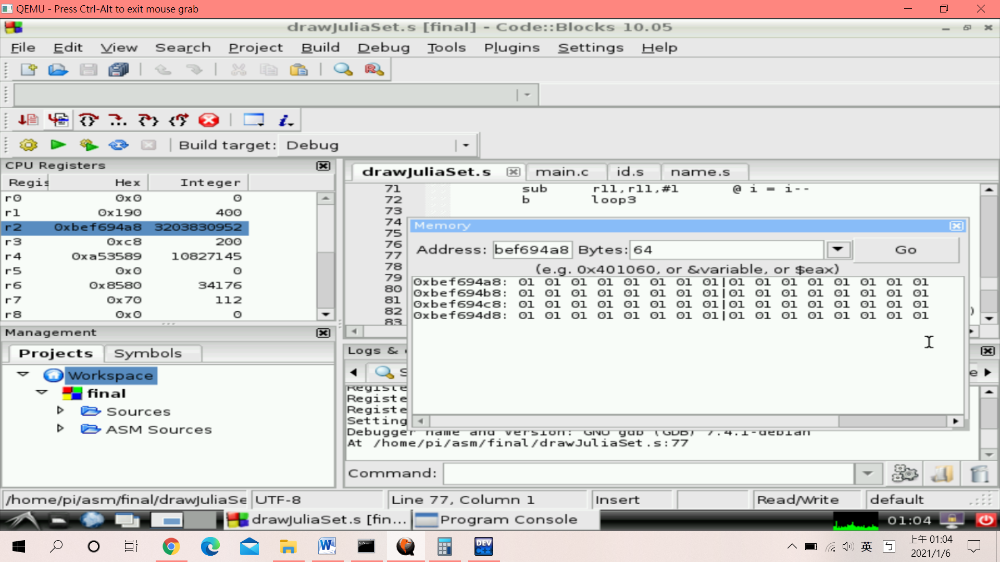 QEMU - Press Ctrl-Alt to exit mouse grab
drawJuliaSet.s [final] - Code::Blocks 10.05
File Edit View Search Project Build Debug Tools Plugins Settings Help
Build target: Debug
CPU Registers
Regis Hex Integer
r0 0x0 0
r1 0x190 400
r2 0xbef694a8 3203830952
r3 0xc8 200
r4 0xa53589 10827145
r5 0x0 0
r6 0x8580 34176
r7 0x70 112
r8 0x0 0
drawJuliaSet.s main.c id.s name.s
71 sub r11,r11,#1 @ i = i--
72 b loop3
73
74
75
76
77
78
79
80
81
82 )
83
Memory
Address: bef694a8 Bytes: 64 Go
(e.g. 0x401060, or &variable, or $eax)
0xbef694a8: 01 01 01 01 01 01 01 01|01 01 01 01 01 01 01 01
0xbef694b8: 01 01 01 01 01 01 01 01|01 01 01 01 01 01 01 01
0xbef694c8: 01 01 01 01 01 01 01 01|01 01 01 01 01 01 01 01
0xbef694d8: 01 01 01 01 01 01 01 01|01 01 01 01 01 01 01 01
Management
Projects Symbols
Workspace
final
Sources
ASM Sources
Logs &
S
e
Registe
Registe
Registe
Setting
Debugger name and version: GNU gdb (GDB) 7.4.1-debian
At /home/pi/asm/final/drawJuliaSet.s:77
Command:
/home/pi/asm/final/drawJuliaSe UTF-8 Line 77, Column 1 Insert Read/Write default
drawJuliaSet.s [fin... Program Console 01:04
DEV C++
英 ㄅ
上午 01:04
2021/1/6